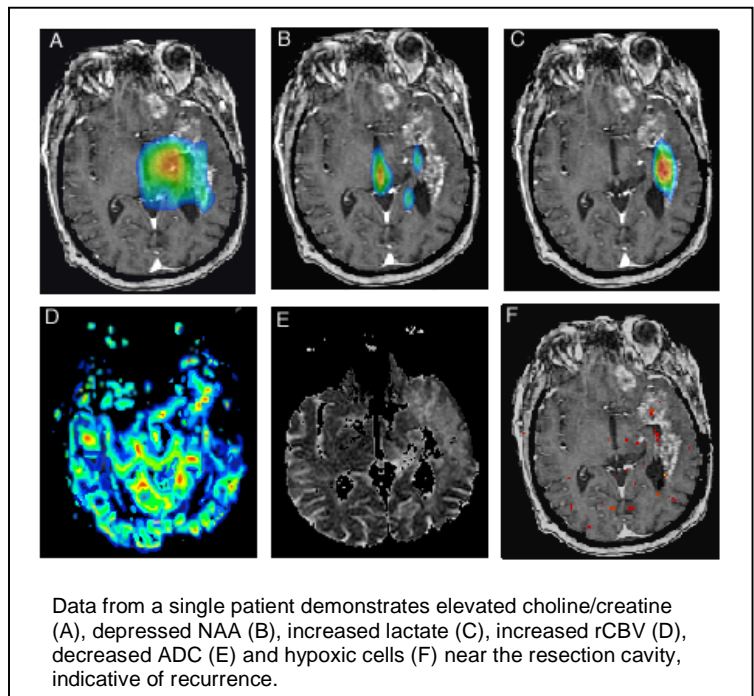 A
B
C
D
E
F
Data from a single patient demonstrates elevated choline/creatine
(A), depressed NAA (B), increased lactate (C), increased rCBV (D),
decreased ADC (E) and hypoxic cells (F) near the resection cavity,
indicative of recurrence.